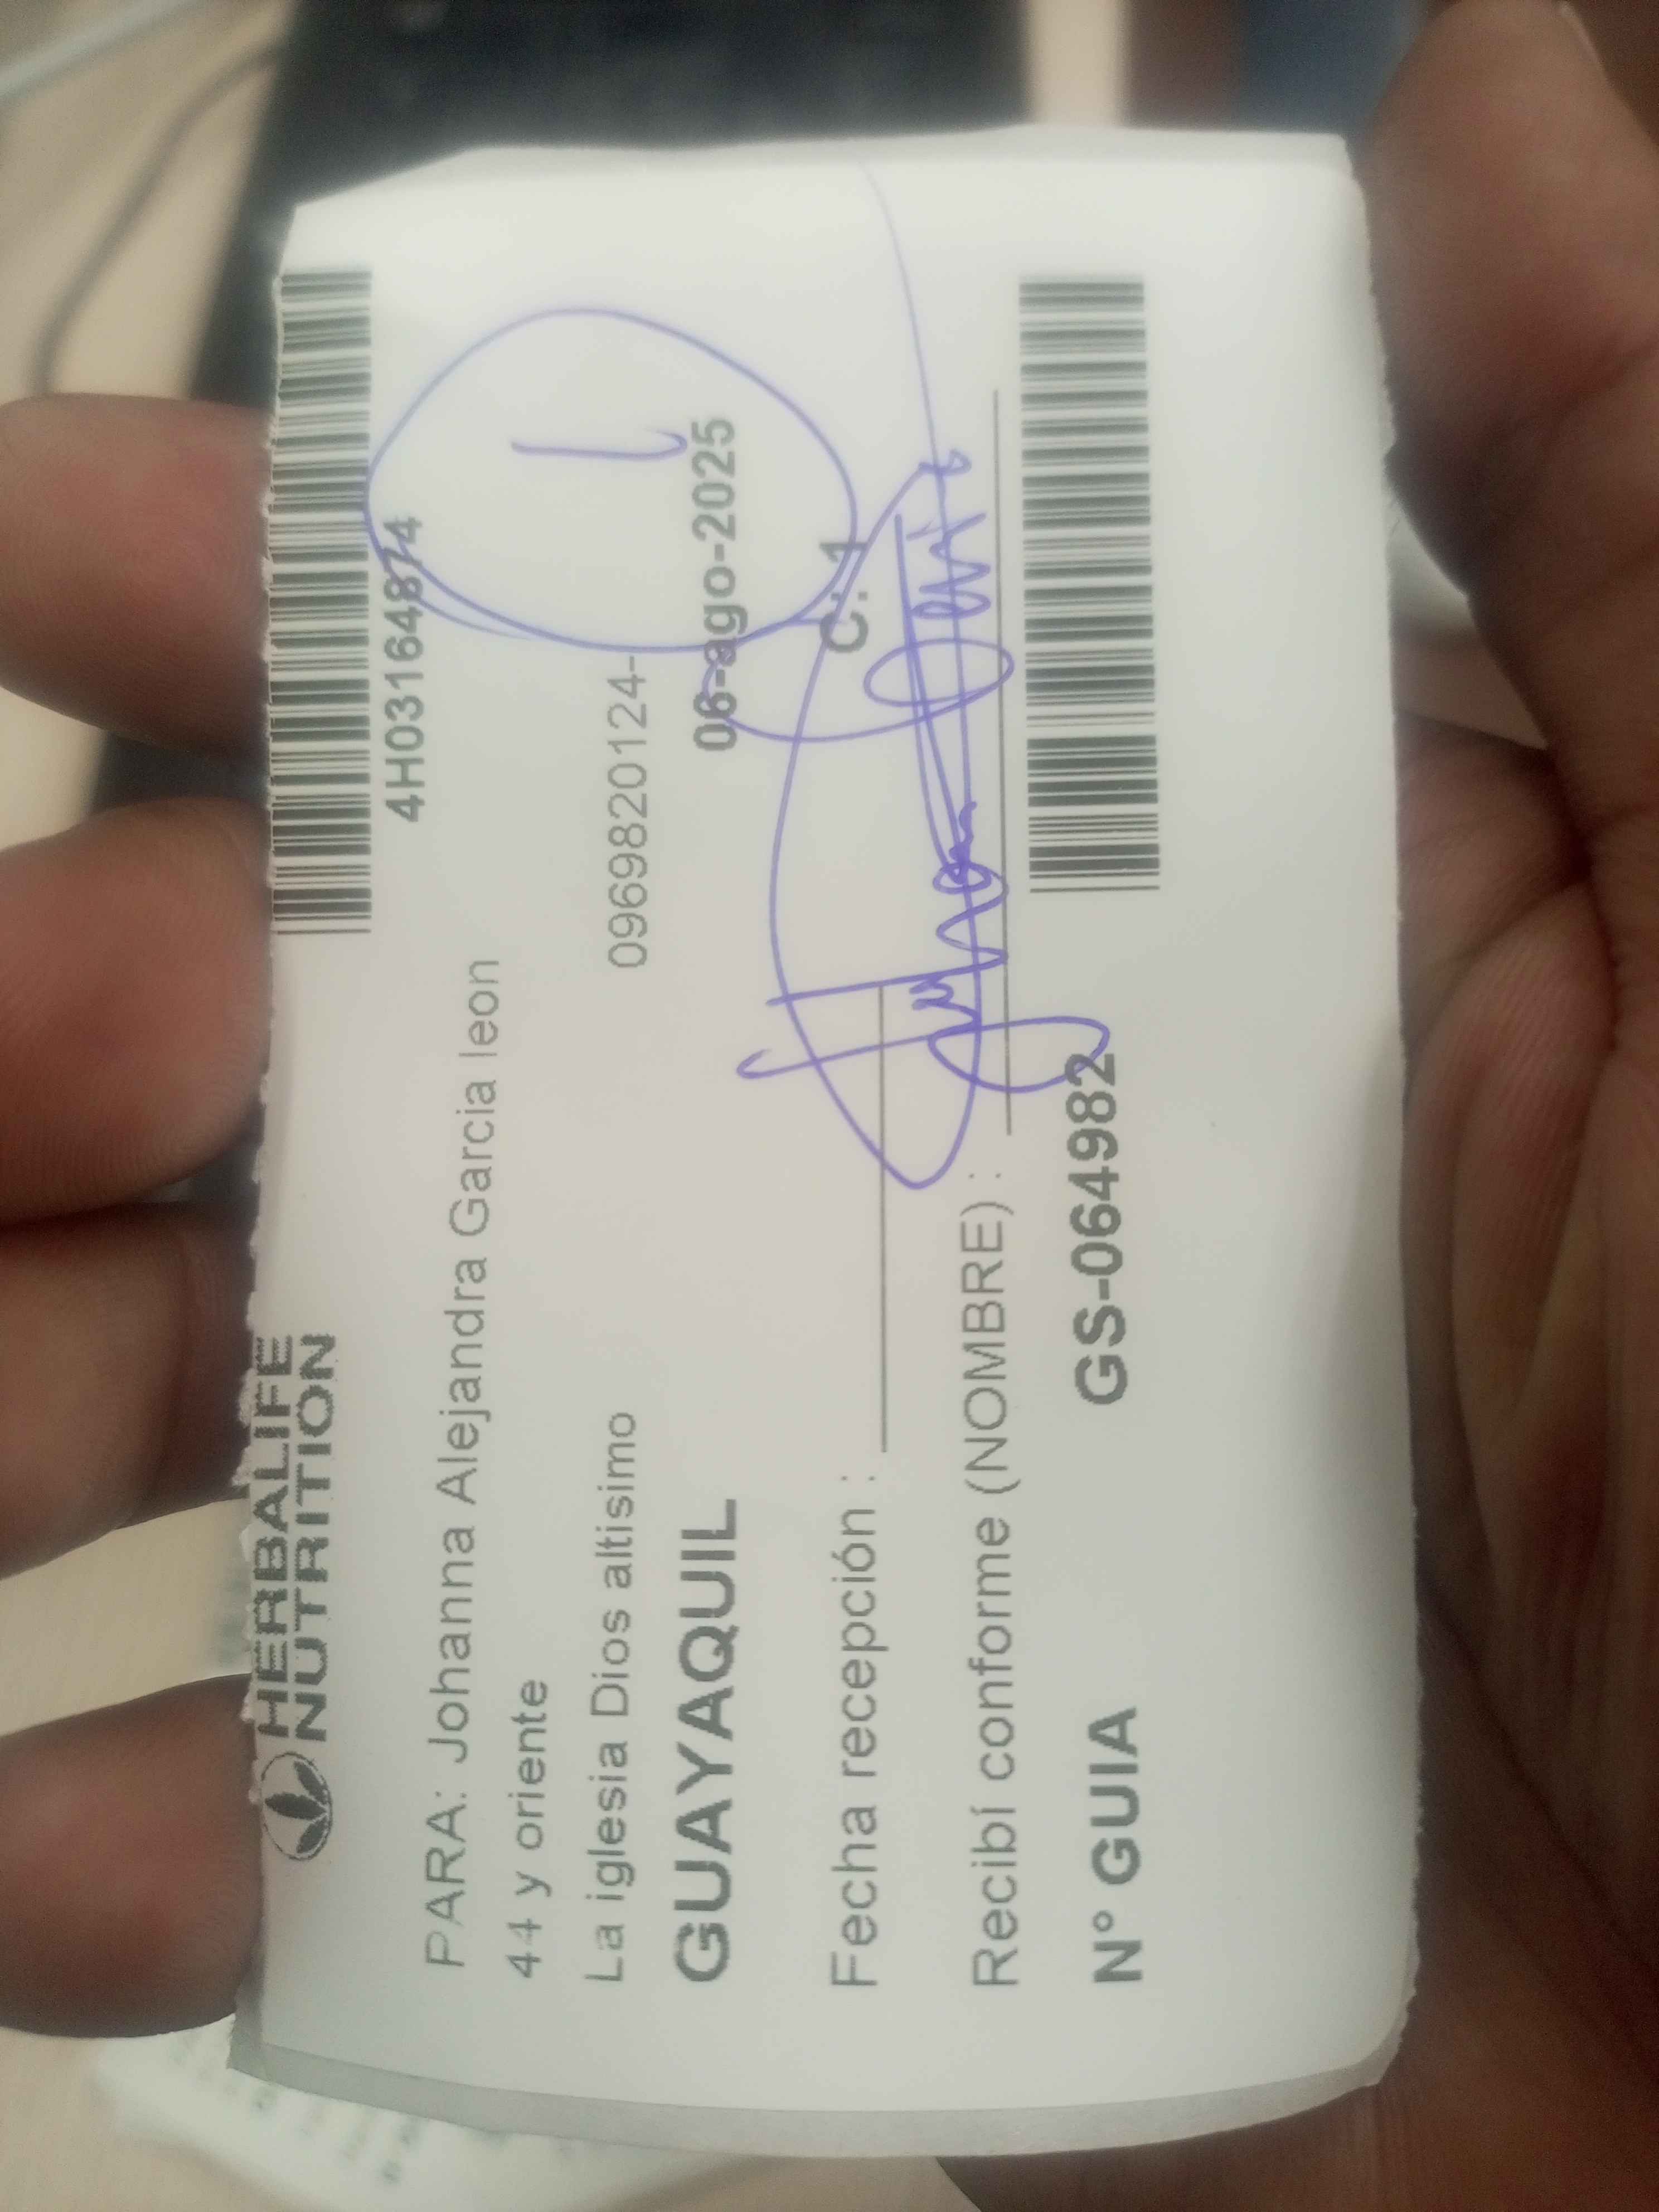 HERBALIFE
NUTRITION
4H03164874
PARA: Johanna Alejandra Garcia leon
44 y oriente
La iglesia Dios altisimo
0969820124-
GUAYAQUIL
06-ago-2025
Fecha recepción :
C: 1
Recibí conforme (NOMBRE) :
N° GUIA
GS-064982